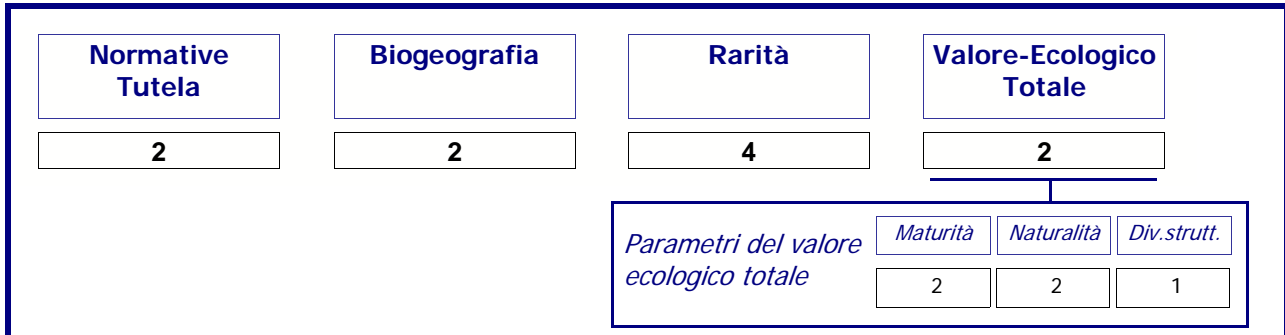 Normative
Tutela
Biogeografia
Rarità
Valore-Ecologico
Totale
2
2
4
2
Parametri del valore
ecologico totale
Maturità
Naturalità
Div.strutt.
2
2
1